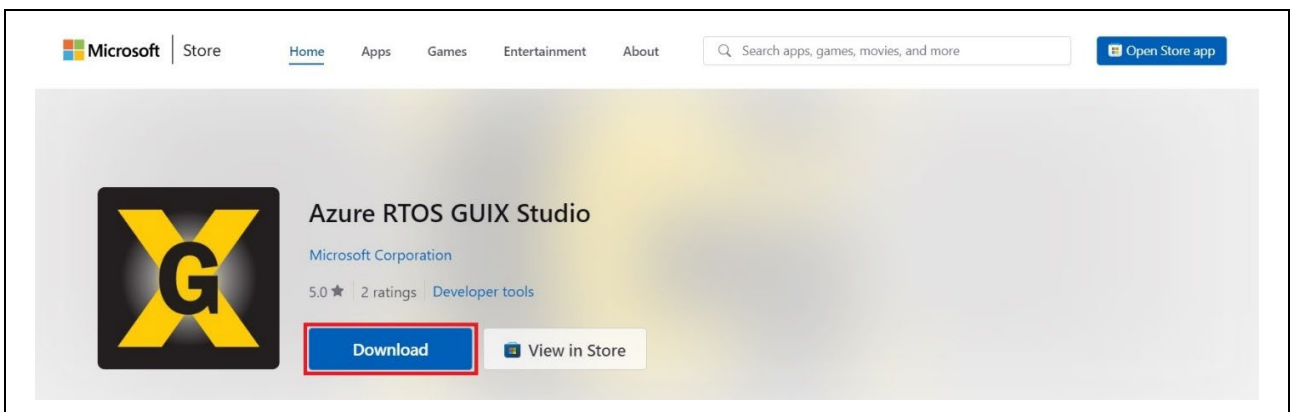 Microsoft Store Home Apps Games Entertainment About Search apps, games, movies, and more Open Store app
XG
Azure RTOS GUIX Studio
Microsoft Corporation
5.0 ★ 2 ratings Developer tools
Download View in Store